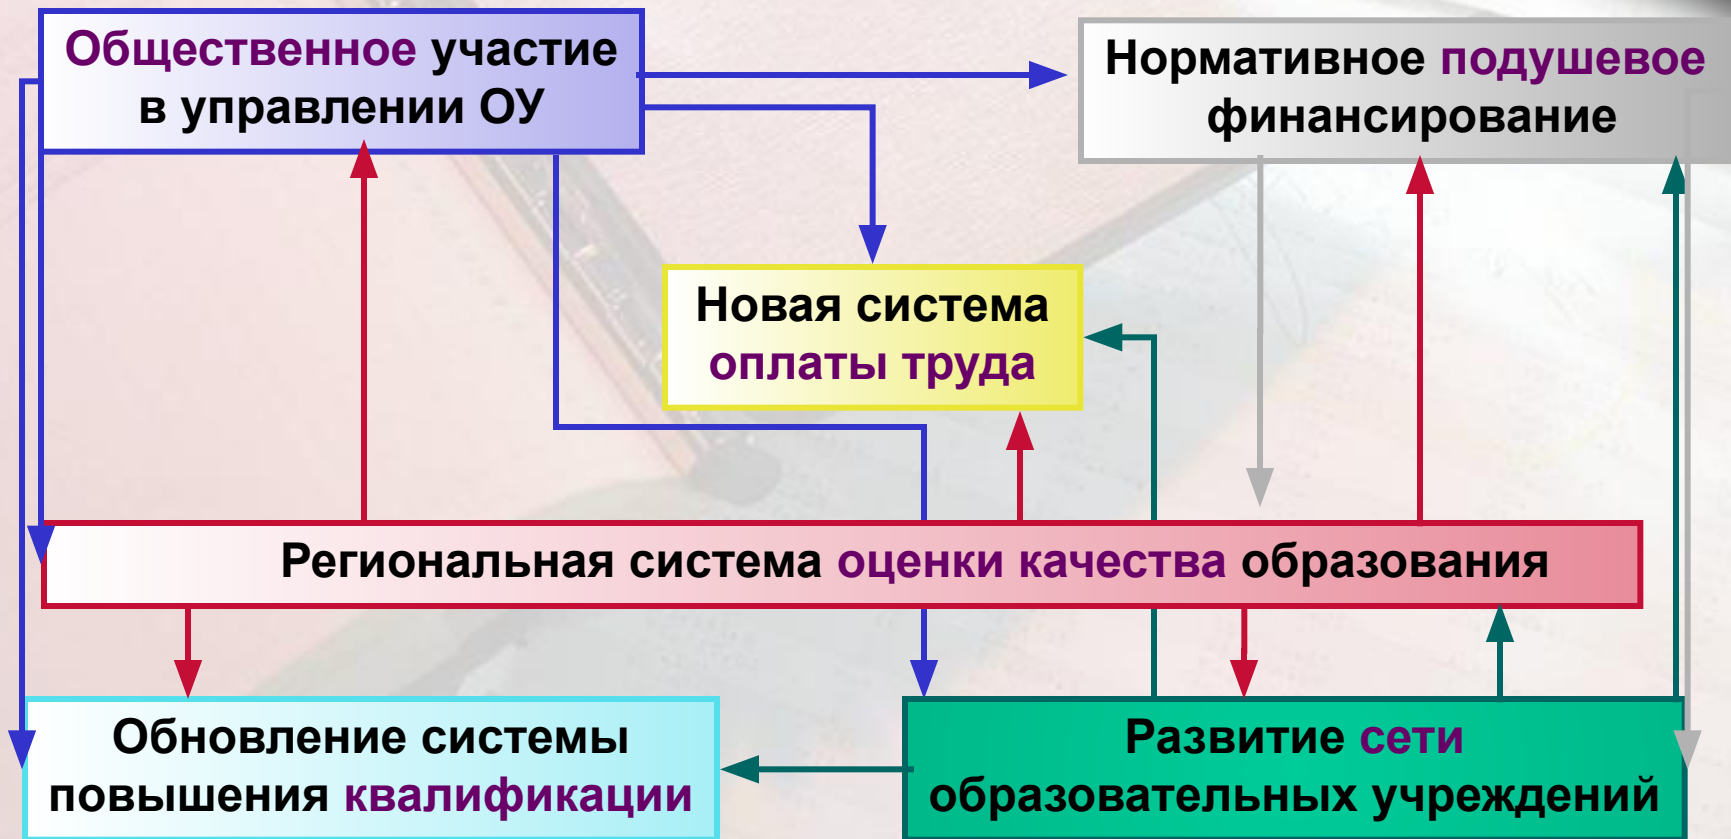 Общественное участие
в управлении ОУ
Нормативное подушевое
финансирование
Новая система
оплаты труда
Региональная система оценки качества образования
Обновление системы
повышения квалификации
Развитие сети
образовательных учреждений